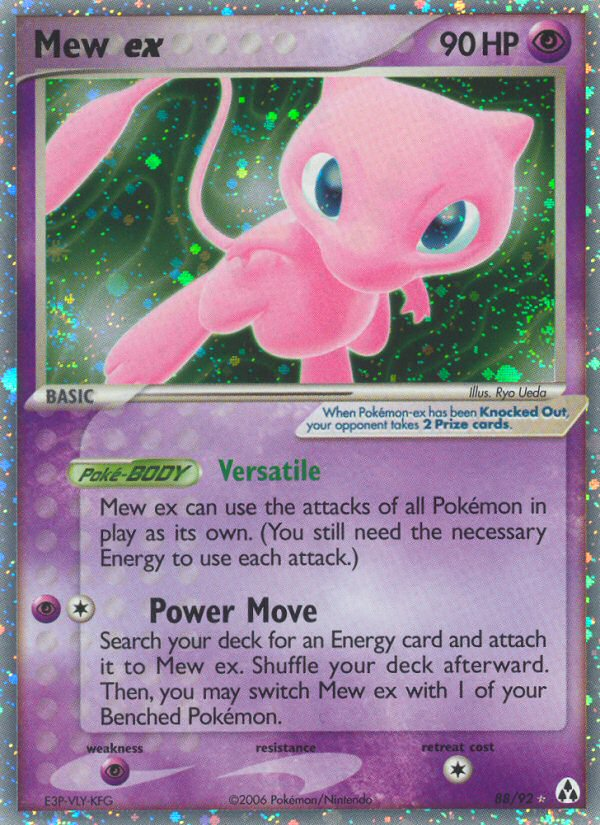 Mew ex 90 HP
BASIC
Illus. Ryo Ueda
When Pokémon-ex has been Knocked Out,
your opponent takes 2 Prize cards.
Poké-BODY Versatile
Mew ex can use the attacks of all Pokémon in
play as its own. (You still need the necessary
Energy to use each attack.)
Power Move
Search your deck for an Energy card and attach
it to Mew ex. Shuffle your deck afterward.
Then, you may switch Mew ex with 1 of your
Benched Pokémon.
weakness resistance retreat cost
E3P-VLY-KFG ©2006 Pokémon/Nintendo 88/92